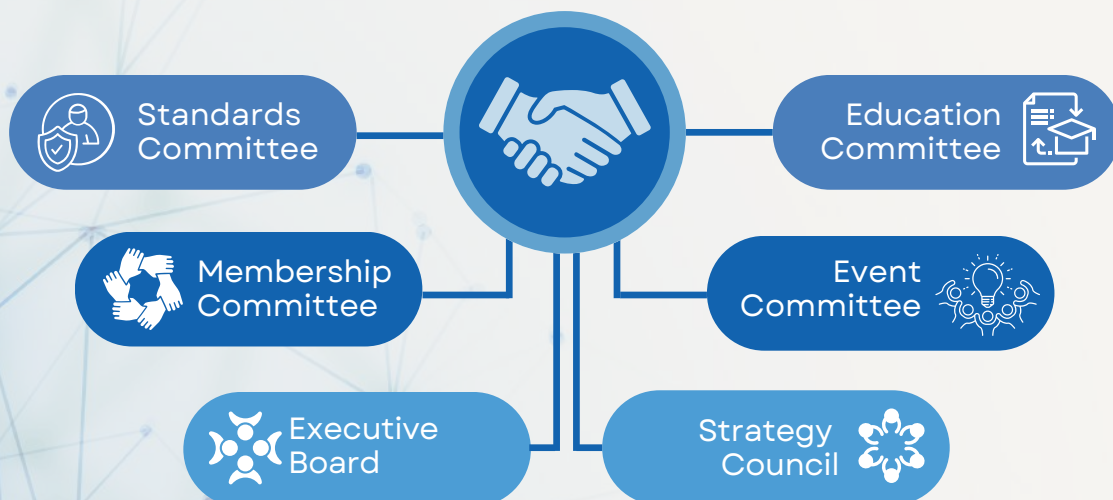 Standards
Committee
Education
Committee
Membership
Committee
Event
Committee
Executive
Board
Strategy
Council